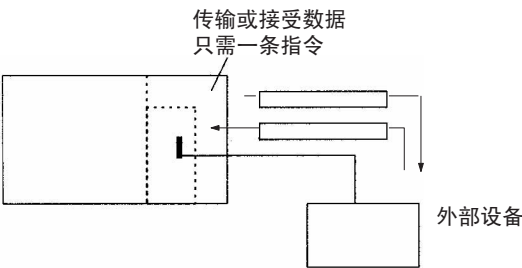 传输或接受数据
只需一条指令
外部设备